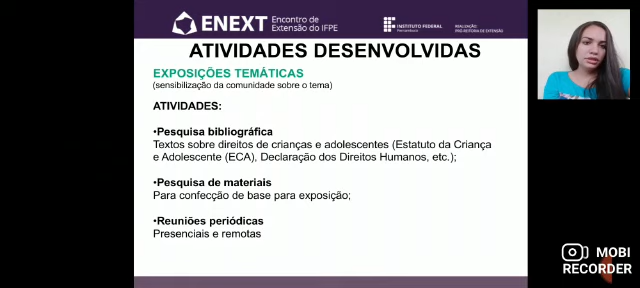 ENEXT
Encontro de
Extensão do IFPE
INSTITUTO FEDERAL
Pernambuco
REALIZAÇÃO:
PRÓ-REITORIA DE EXTENSÃO
ATIVIDADES DESENVOLVIDAS
EXPOSIÇÕES TEMÁTICAS
(sensibilização da comunidade sobre o tema)
ATIVIDADES:
•Pesquisa bibliográfica
Textos sobre direitos de crianças e adolescentes (Estatuto da Criança
e Adolescente (ECA), Declaração dos Direitos Humanos, etc.);
•Pesquisa de materiais
Para confecção de base para exposição;
•Reuniões periódicas
Presenciais e remotas
MOBI
RECORDER